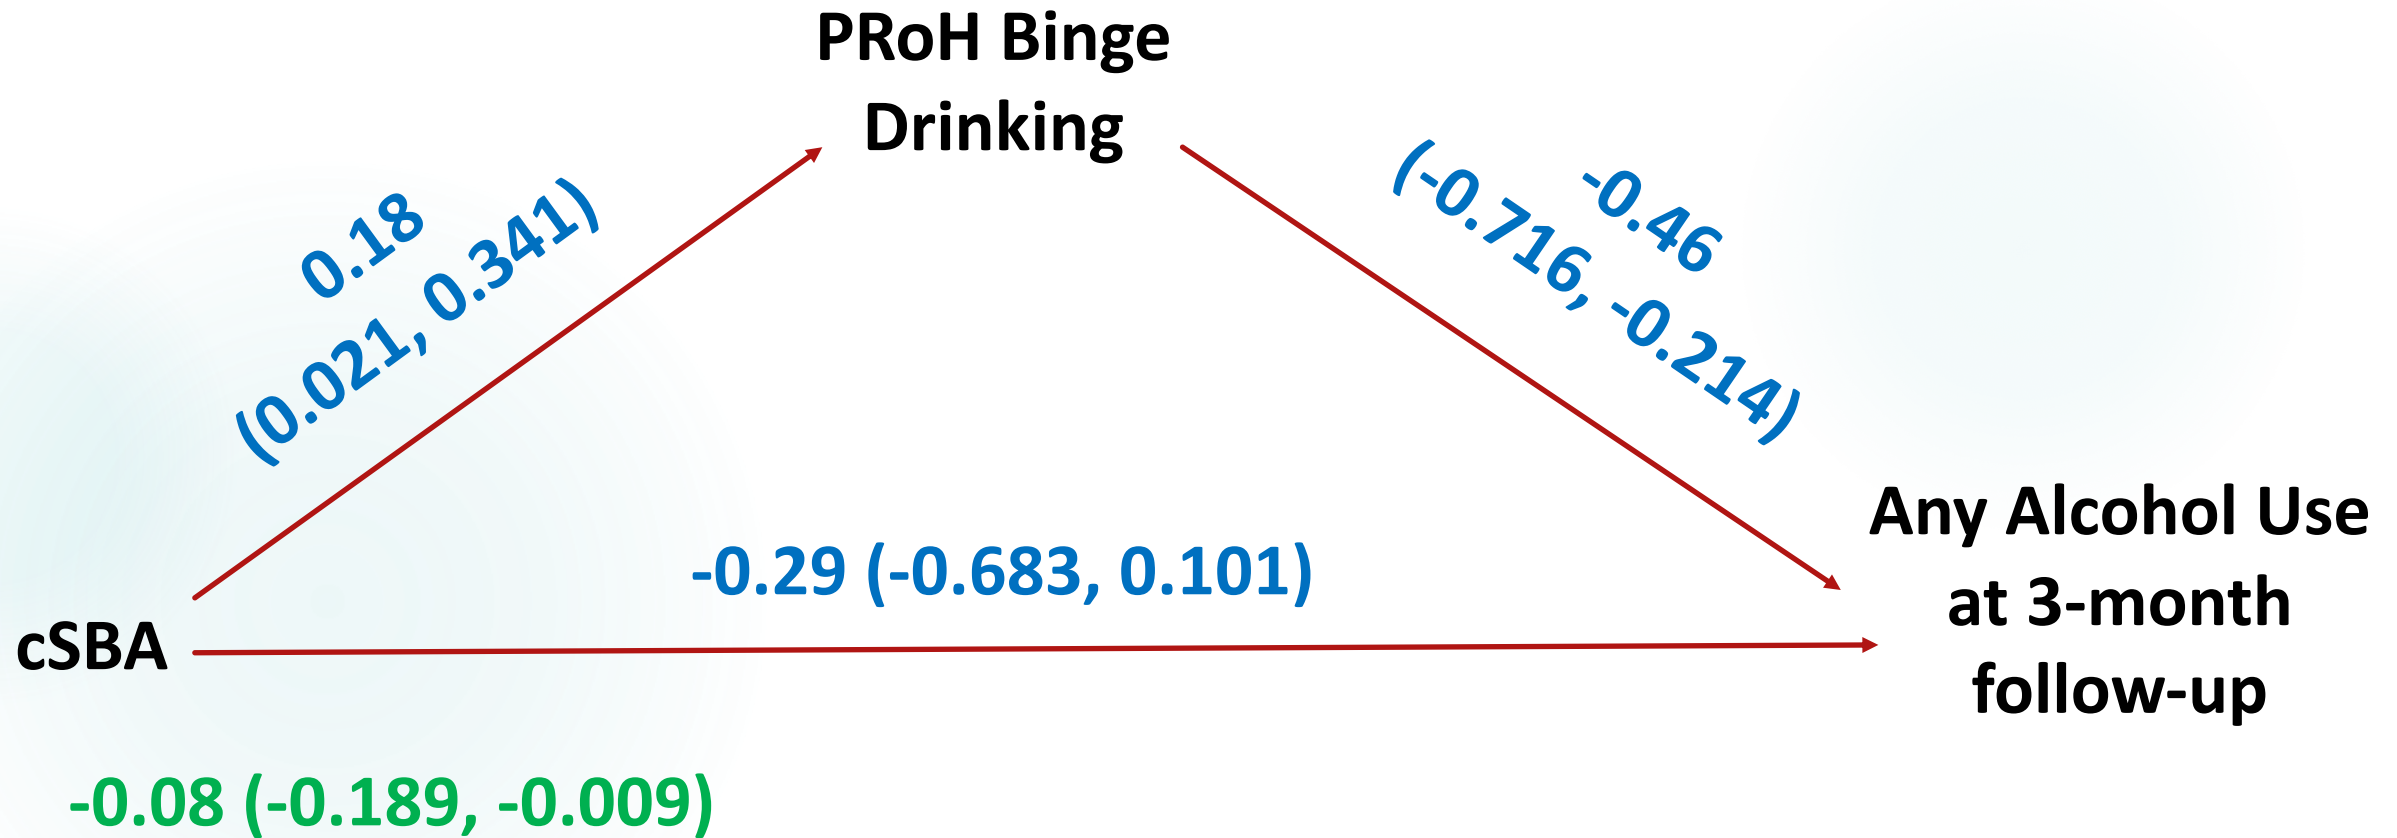 PRoH Binge
Drinking
0.18
(0.021, 0.341)
-0.46
(-0.716, -0.214)
Any Alcohol Use
at 3-month
follow-up
-0.29 (-0.683, 0.101)
cSBA
-0.08 (-0.189, -0.009)